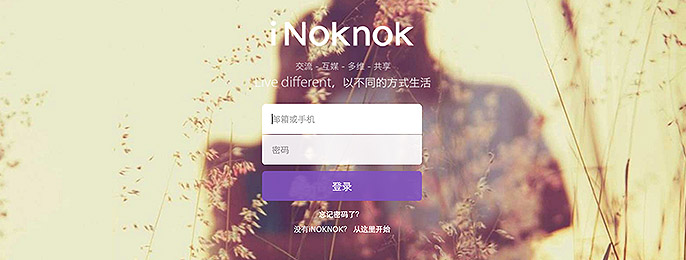 iNoknok
交流 - 互媒 - 多维 - 共享
Live different，以不同的方式生活
邮箱或手机
密码
登录
忘记密码了?
没有iNOKNOK? 从这里开始